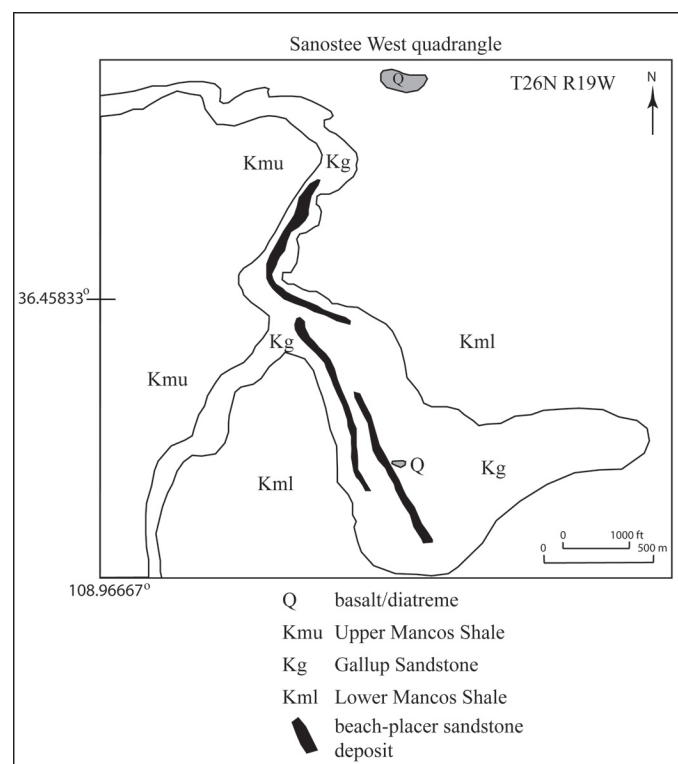 Sanostee West quadrangle
Q
T26N R19W
N
Kmu
Kg
36.45833°
Kg
Kml
Kmu
Q
Kg
Kml
0 1000 ft
0 500 m
108.96667°
Q basalt/diatreme
Kmu Upper Mancos Shale
Kg Gallup Sandstone
Kml Lower Mancos Shale
beach-placer sandstone
deposit